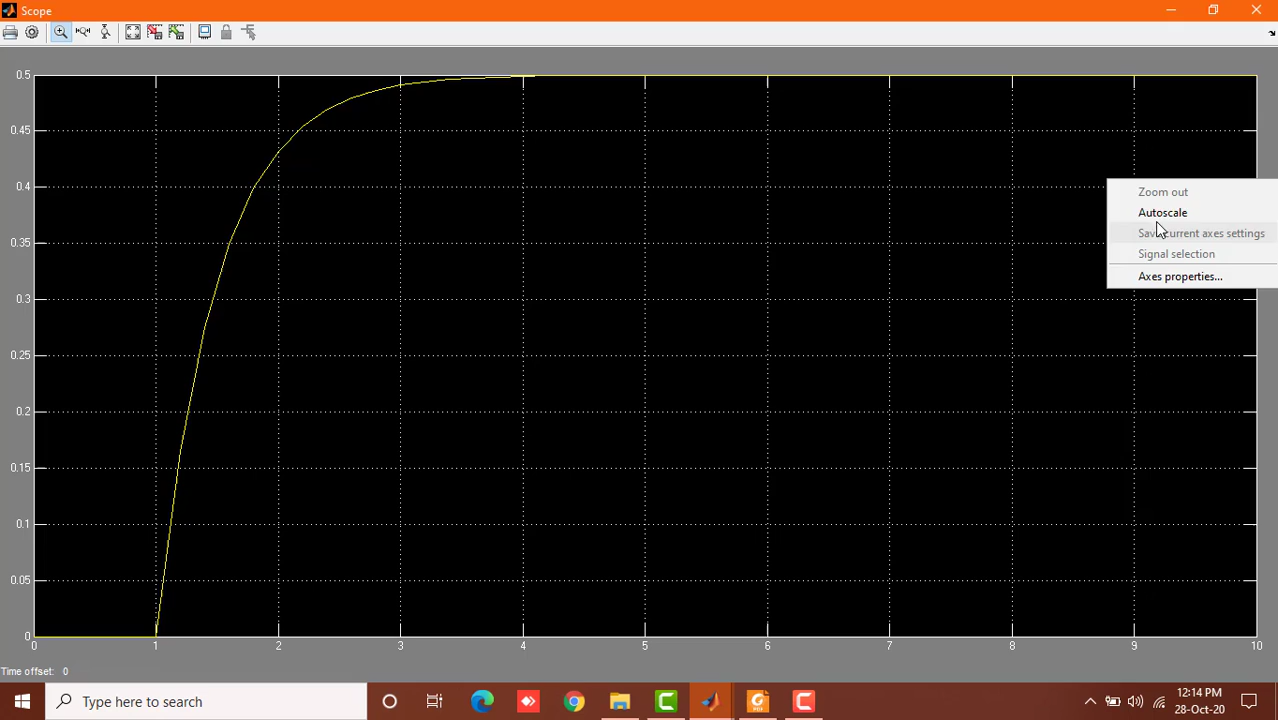 Scope
0.5
0.45
0.4
0.35
0.3
0.25
0.2
0.15
0.1
0.05
0
0 1 2 3 4 5 6 7 8 9 10
Time offset: 0
Zoom out
Autoscale
Save current axes settings
Signal selection
Axes properties...
Type here to search
PDF
12:14 PM
28-Oct-20